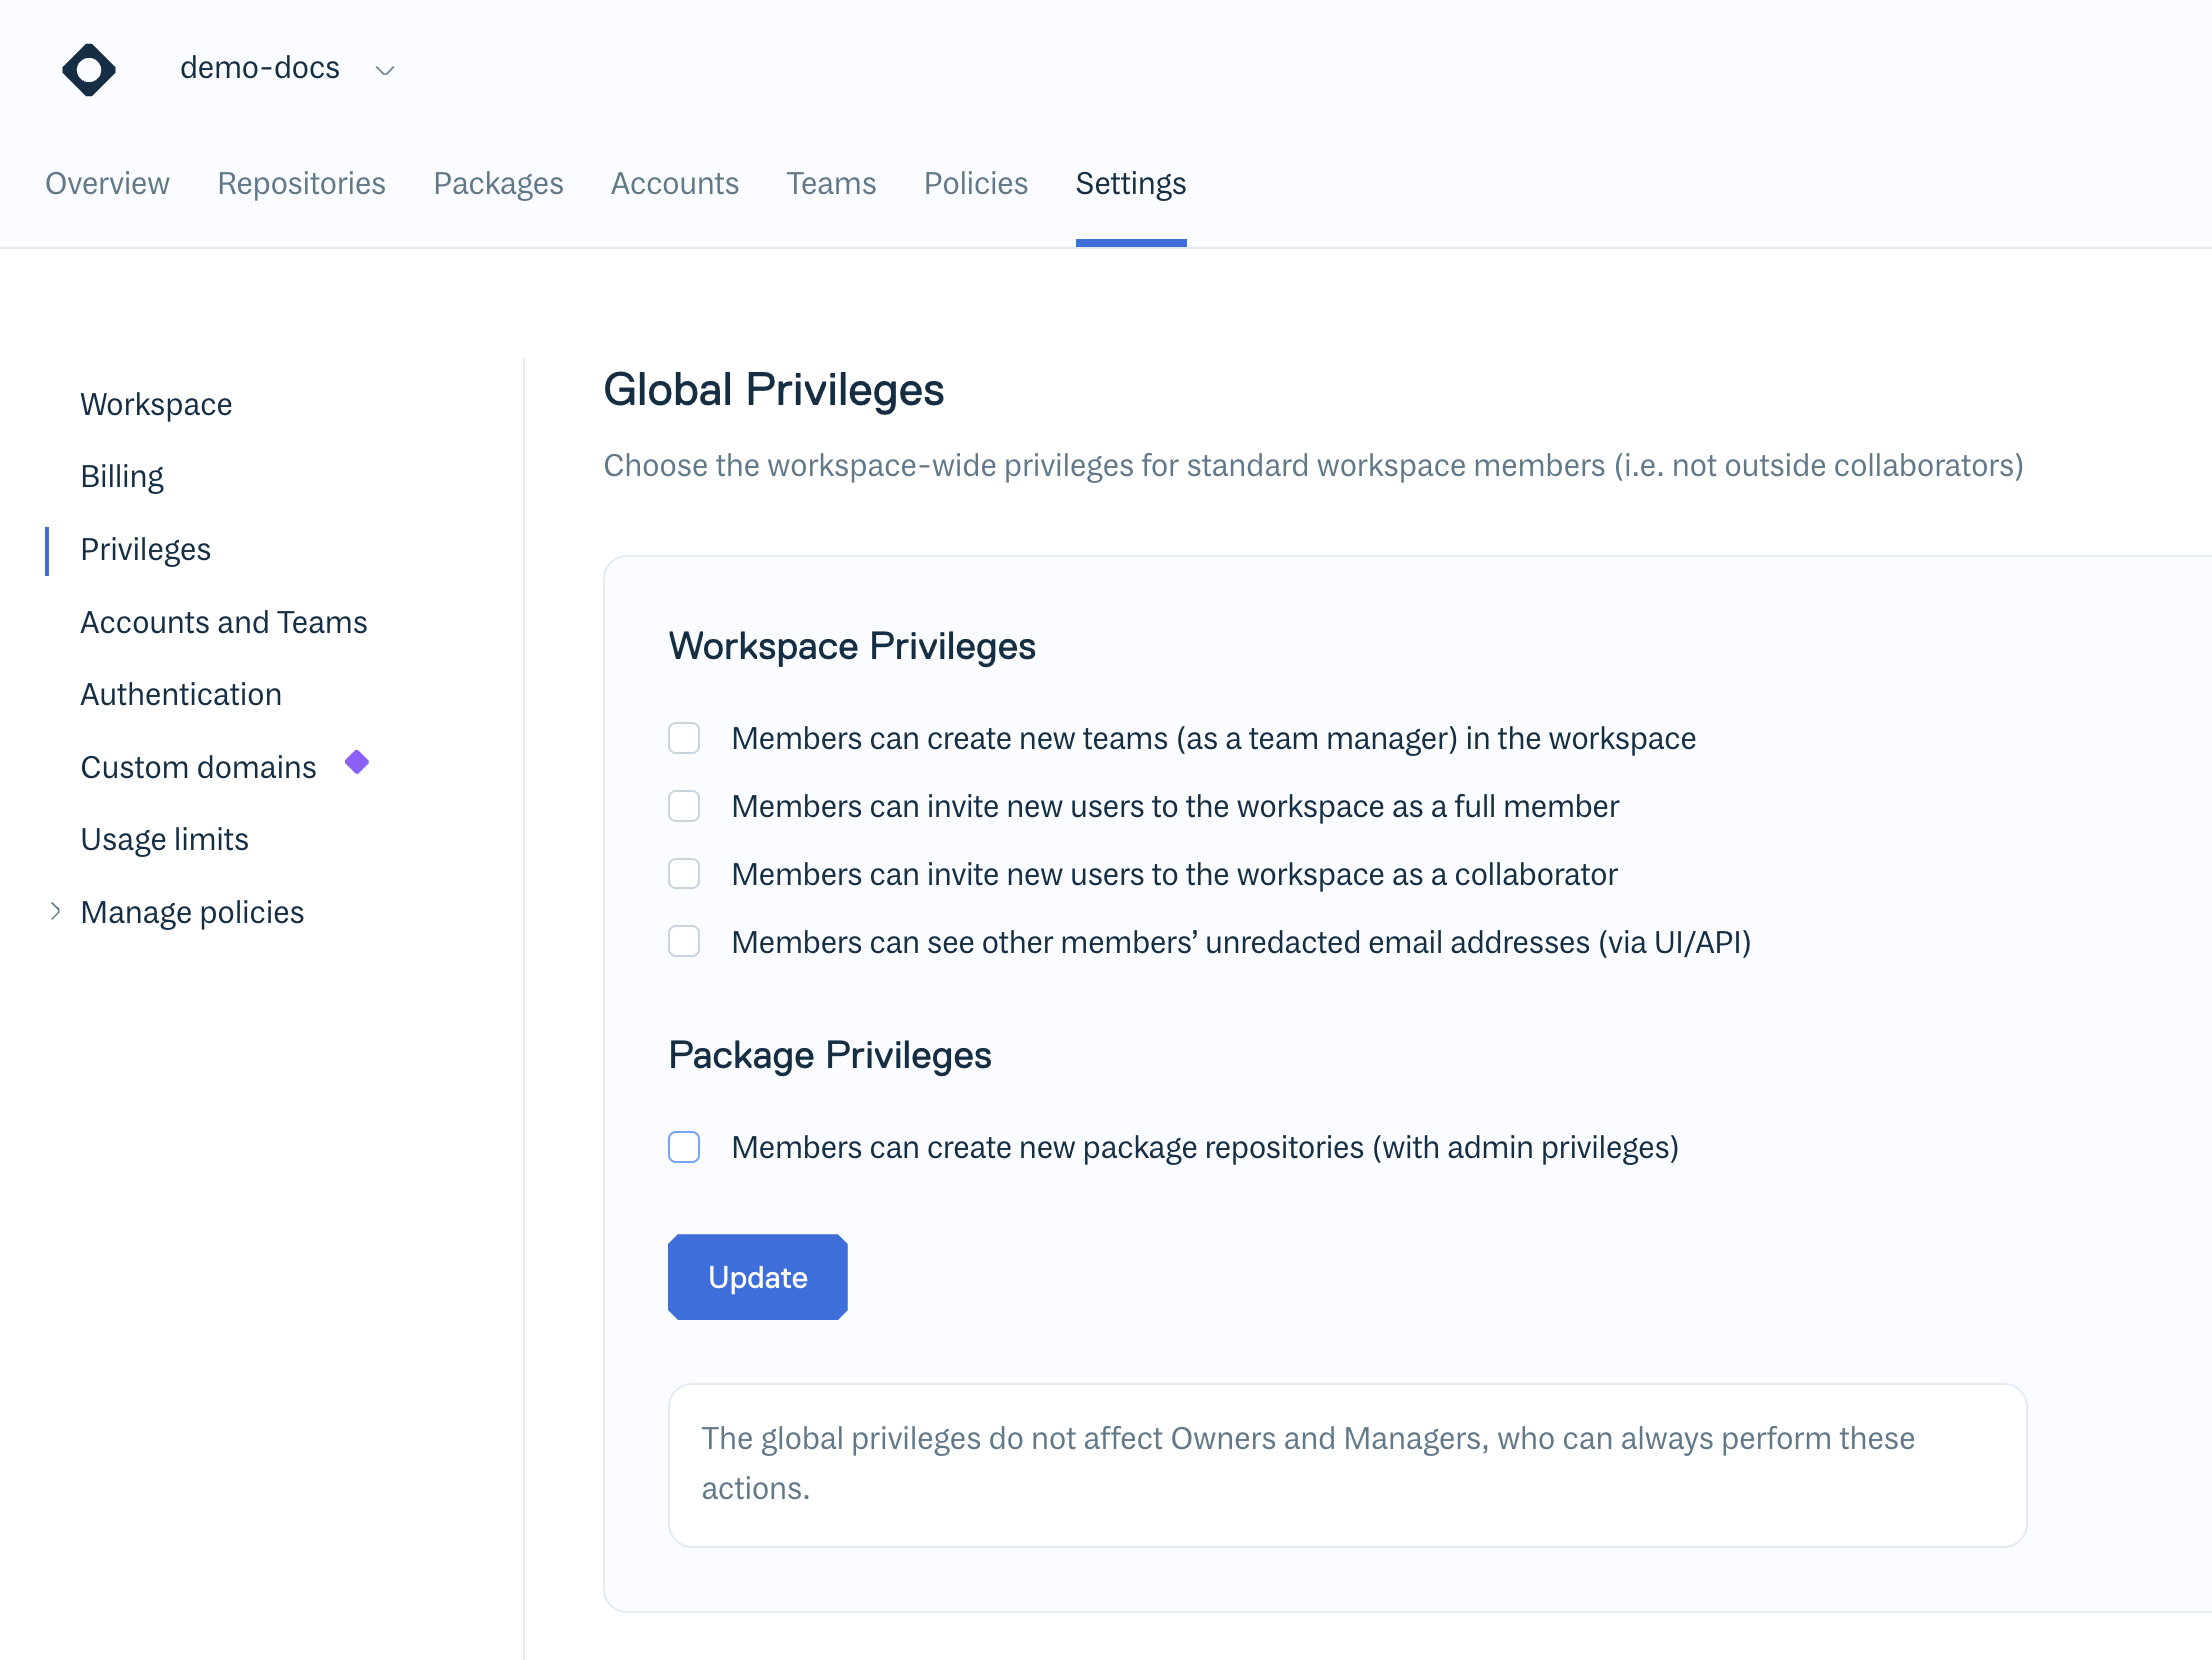 demo-docs
Overview Repositories Packages Accounts Teams Policies Settings
Workspace
Billing
Privileges
Accounts and Teams
Authentication
Custom domains
Usage limits
Manage policies
Global Privileges
Choose the workspace-wide privileges for standard workspace members (i.e. not outside collaborators)
Workspace Privileges
Members can create new teams (as a team manager) in the workspace
Members can invite new users to the workspace as a full member
Members can invite new users to the workspace as a collaborator
Members can see other members’ unredacted email addresses (via UI/API)
Package Privileges
Members can create new package repositories (with admin privileges)
Update
The global privileges do not affect Owners and Managers, who can always perform these
actions.